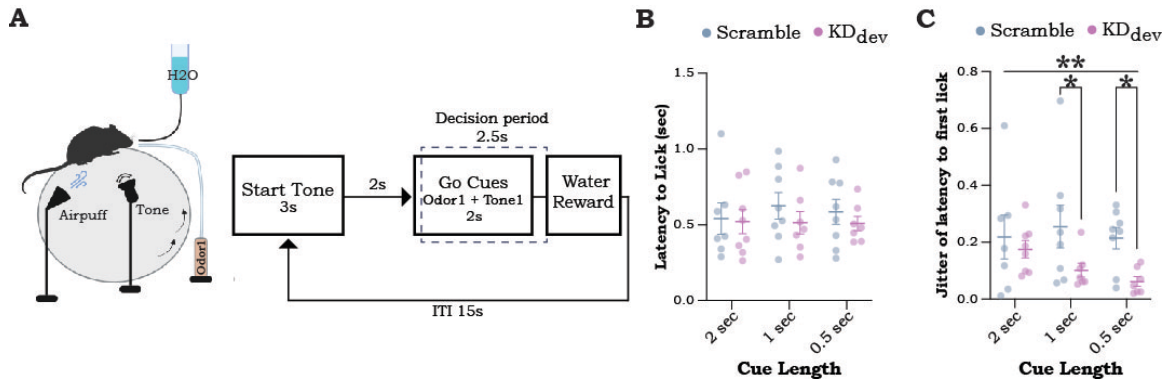 A
H2O
Airpuff
Tone
Odor1
Start Tone
3s
2s
Decision period
2.5s
Go Cues
Odor1 + Tone1
2s
Water
Reward
ITI 15s
B
Scramble KDdev
Latency to Lick (sec)
1.5
1.0
0.5
0.0
2 sec
1 sec
0.5 sec
Cue Length
C
Scramble KDdev
Jitter of latency to first lick
0.8
0.6
0.4
0.2
0.0
**
*
*
2 sec
1 sec
0.5 sec
Cue Length